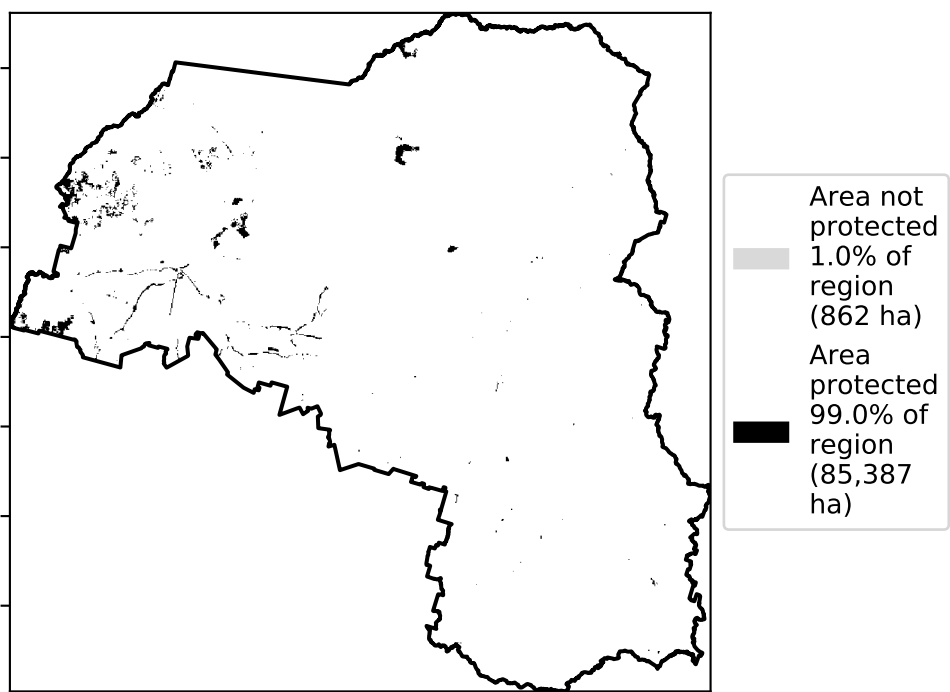 Area not
protected
1.0% of
region
(862 ha)
Area
protected
99.0% of
region
(85,387
ha)